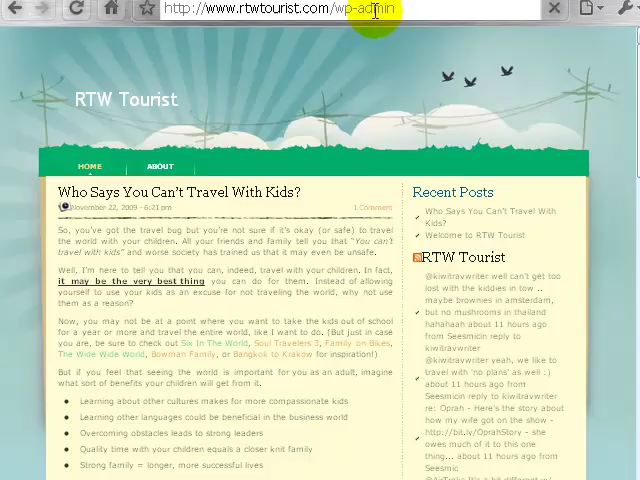 http://www.rtwtourist.com/wp-admin
RTW Tourist
HOME
ABOUT
Who Says You Can't Travel With Kids?
November 22, 2009 - 6:21 pm
1 Comment
So, you've got the travel bug but you're not sure if it's okay (or safe) to travel
the world with your children. All your friends and family tell you that "You can't
travel with kids" and worse society has trained us that it may even be unsafe.
Well, I'm here to tell you that you can, indeed, travel with your children. In fact,
it may be the very best thing you can do for them. Instead of allowing
yourself to use your kids as an excuse for not traveling the world, why not use
them as a reason?
Now, you may not be at a point where you want to take the kids out of school
for a year or more and travel the entire world, like I want to do. (But just in case
you are, be sure to check out Six In The World, Soul Travelers 3, Family on Bikes,
The Wide Wide World, Bowman Family, or Bangkok to Krakow for inspiration!)
But if you feel that seeing the world is important for you as an adult, imagine
what sort of benefits your children will get from it.
Learning about other cultures makes for more compassionate kids
Learning other languages could be beneficial in the business world
Overcoming obstacles leads to strong leaders
Quality time with your children equals a closer knit family
Strong family = longer, more successful lives
Recent Posts
Who Says You Can't Travel With
Kids?
Welcome to RTW Tourist
RTW Tourist
@kiwitravwriter well can't get too
lost with the kiddies in tow ..
maybe brownies in amsterdam,
but no mushrooms in thailand
hahahaah about 11 hours ago
from Seesmicin reply to
kiwitravwriter
@kiwitravwriter yeah, we like to
travel with 'no plans' as well :)
about 11 hours ago from
Seesmicin reply to kiwitravwriter
re: Oprah - Here's the story about
how my wife got on the show -
http://bit.ly/OprahStory - she
owes much of it to this one
thing... about 11 hours ago from
Seesmic